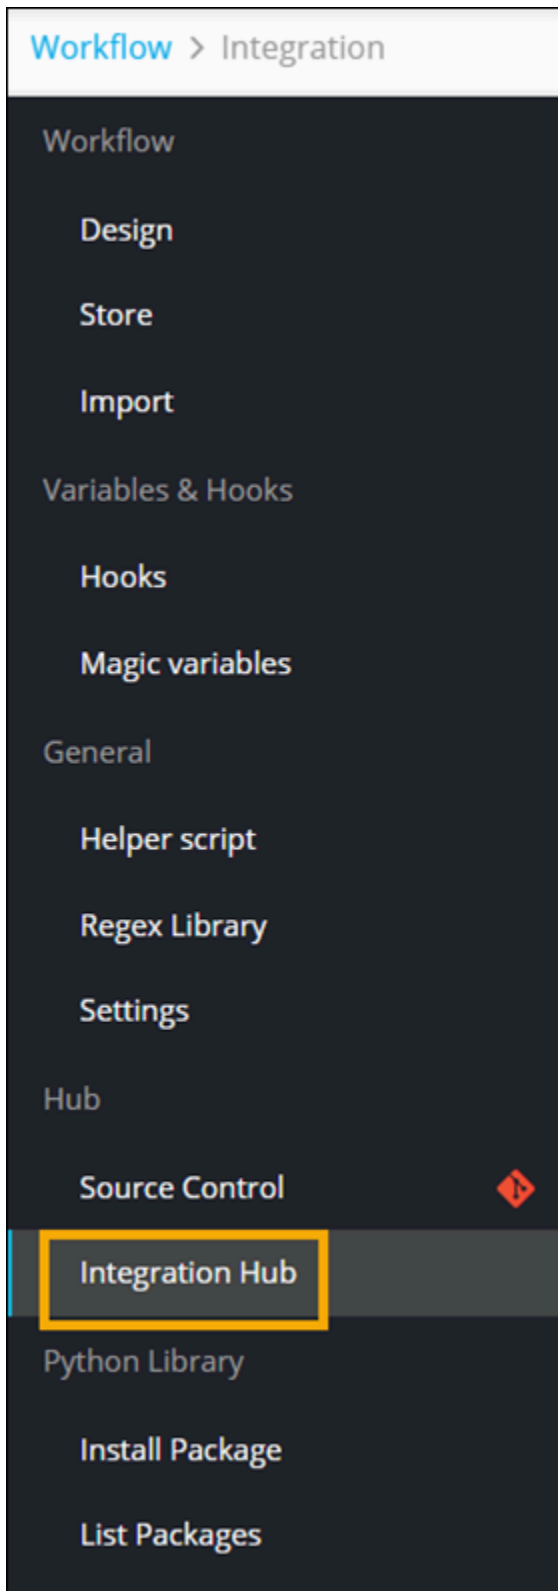 Workflow > Integration
Workflow
Design
Store
Import
Variables & Hooks
Hooks
Magic variables
General
Helper script
Regex Library
Settings
Hub
Source Control
Integration Hub
Python Library
Install Package
List Packages